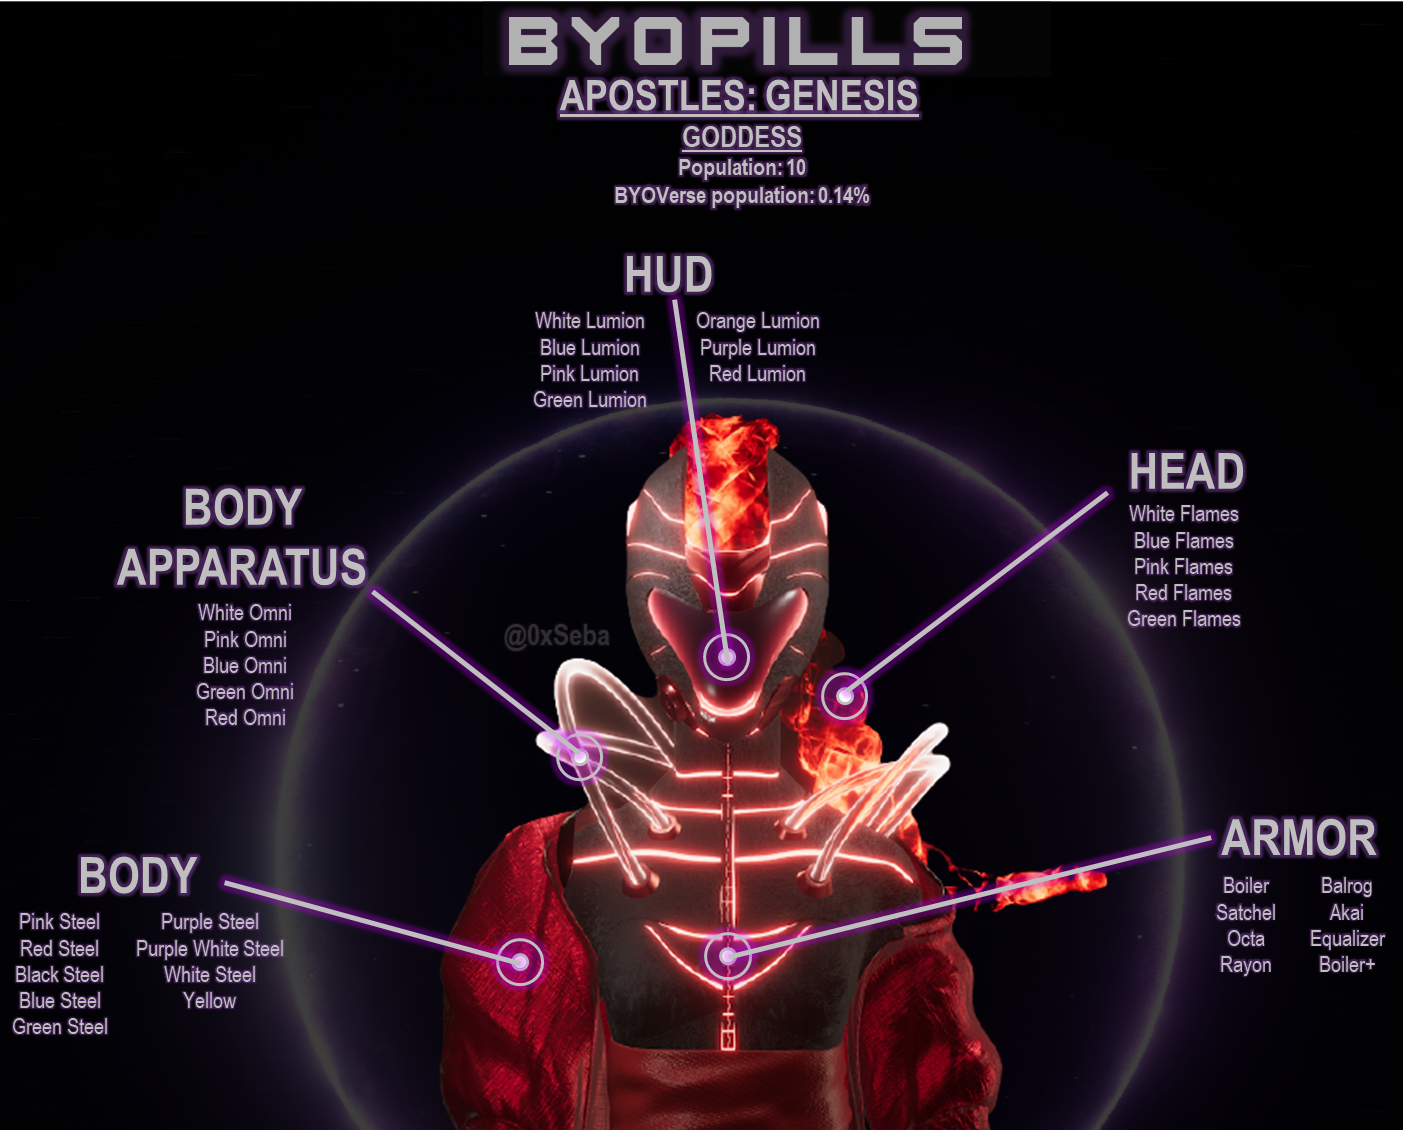 BYOPILLS
APOSTLES: GENESIS
GODDESS
Population: 10
BYOVerse population: 0.14%
HUD
White Lumion
Blue Lumion
Pink Lumion
Green Lumion
Orange Lumion
Purple Lumion
Red Lumion
HEAD
White Flames
Blue Flames
Pink Flames
Red Flames
Green Flames
BODY
APPARATUS
White Omni
Pink Omni
Blue Omni
Green Omni
Red Omni
@0xSeba
BODY
Pink Steel
Red Steel
Black Steel
Blue Steel
Green Steel
Purple Steel
Purple White Steel
White Steel
Yellow
ARMOR
Boiler
Satchel
Octa
Rayon
Balrog
Akai
Equalizer
Boiler+